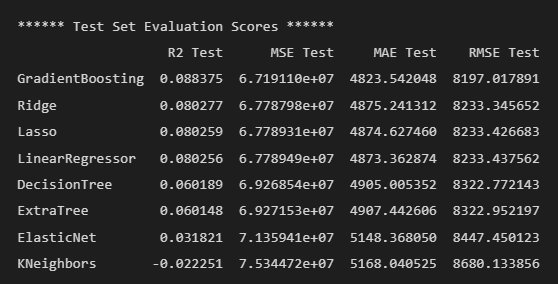 ****** Test Set Evaluation Scores ******
R2 Test MSE Test MAE Test RMSE Test
GradientBoosting 0.088375 6.719110e+07 4823.542048 8197.017891
Ridge 0.080277 6.778798e+07 4875.241312 8233.345652
Lasso 0.080259 6.778931e+07 4874.627460 8233.426683
LinearRegressor 0.080256 6.778949e+07 4873.362874 8233.437562
DecisionTree 0.060189 6.926854e+07 4905.005352 8322.772143
ExtraTree 0.060148 6.927153e+07 4907.442606 8322.952197
ElasticNet 0.031821 7.135941e+07 5148.368050 8447.450123
KNeighbors -0.022251 7.534472e+07 5168.040525 8680.133856